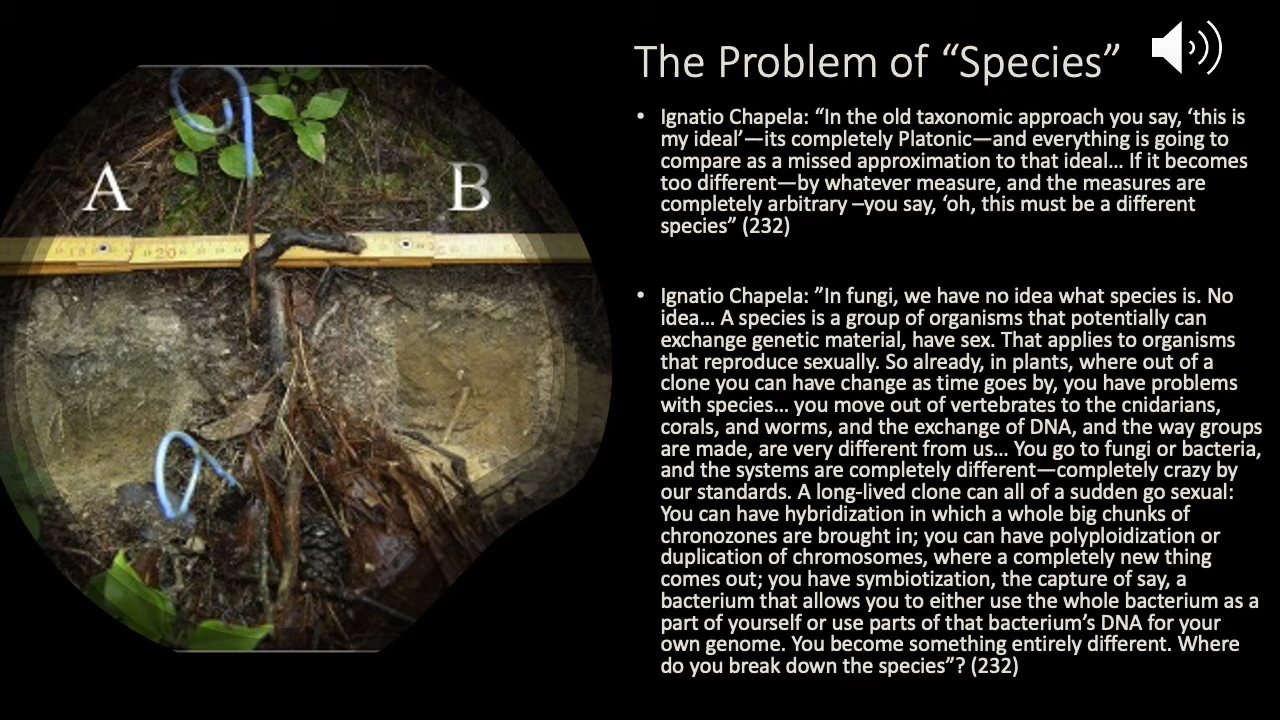 The Problem of “Species”
• Ignatio Chapela: “In the old taxonomic approach you say, ‘this is
my ideal’—its completely Platonic—and everything is going to
compare as a missed approximation to that ideal… If it becomes
too different—by whatever measure, and the measures are
completely arbitrary –you say, ‘oh, this must be a different
species” (232)
• Ignatio Chapela: ”In fungi, we have no idea what species is. No
idea… A species is a group of organisms that potentially can
exchange genetic material, have sex. That applies to organisms
that reproduce sexually. So already, in plants, where out of a
clone you can have change as time goes by, you have problems
with species… you move out of vertebrates to the cnidarians,
corals, and worms, and the exchange of DNA, and the way groups
are made, are very different from us… You go to fungi or bacteria,
and the systems are completely different—completely crazy by
our standards. A long-lived clone can all of a sudden go sexual:
You can have hybridization in which a whole big chunks of
chronozones are brought in; you can have polyploidization or
duplication of chromosomes, where a completely new thing
comes out; you have symbiotization, the capture of say, a
bacterium that allows you to either use the whole bacterium as a
part of yourself or use parts of that bacterium’s DNA for your
own genome. You become something entirely different. Where
do you break down the species”? (232)
A B
20